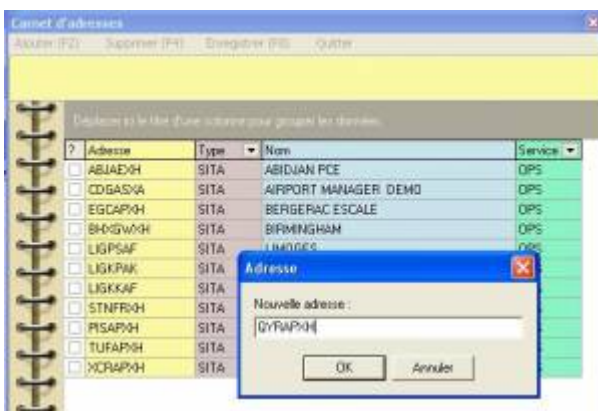 Carnet d'adresses
Ajouter (F2) Supprimer (F4) Enregistrer (F8) Quitter
Déplacer ici le titre d'une colonne pour grouper les données.
? Adresse Type Nom Service
ABJAEXH SITA ABIDJAN PCE OPS
CDGASXA SITA AIRPORT MANAGER DEMO OPS
EGCAPXH SITA BERGERAC ESCALE OPS
BHXGWXH SITA BIRMINGHAM OPS
LIGPSAF SITA LIMOGES
LIGKPAK SITA
LIGKKAF SITA
STNFRXH SITA
PISAPXH SITA
TUFAPXH SITA
XCRAPXH SITA
Adresse
Nouvelle adresse :
QYRAPXH
OK Annuler